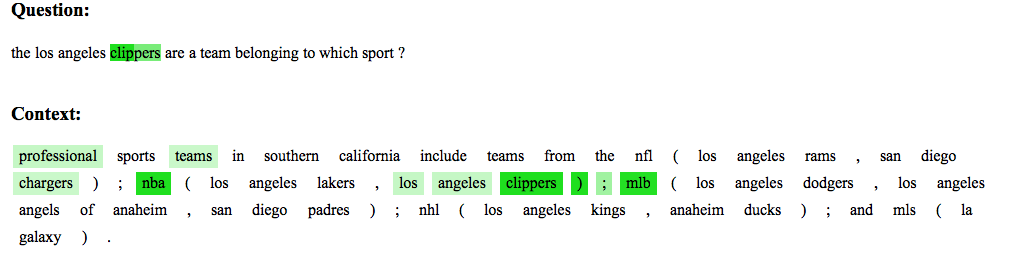 Question:
the los angeles clippers are a team belonging to which sport ?
Context:
professional sports teams in southern california include teams from the nfl ( los angeles rams , san diego
chargers ) ; nba ( los angeles lakers , los angeles clippers ) ; mlb ( los angeles dodgers , los angeles
angels of anaheim , san diego padres ) ; nhl ( los angeles kings , anaheim ducks ) ; and mls ( la
galaxy ) .